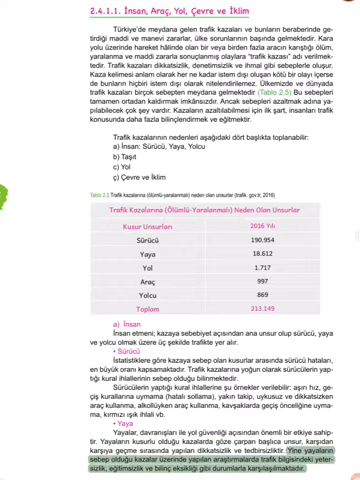 2.4.1.1. İnsan, Araç, Yol, Çevre ve İklim
Türkiye'de meydana gelen trafik kazaları ve bunların beraberinde ge-
tirdiği maddi ve manevi zararlar, ülke sorunlarının başında gelmektedir. Kara
yolu üzerinde hareket hâlinde olan bir veya birden fazla aracın karıştığı ölüm,
yaralanma ve maddi zararla sonuçlanmış olaylara "trafik kazası" adı verilmek-
tedir. Trafik kazaları dikkatsizlik, denetimsizlik ve ihmal gibi sebeplerle oluşur.
Kaza kelimesi anlam olarak her ne kadar istem dışı oluşan kötü bir olayı içerse
de bunların hiçbiri istem dışı olarak nitelendirilemez. Ülkemizde ve dünyada
trafik kazaları birçok sebepten meydana gelmektedir (Tablo 2.5) Bu sebepleri
tamamen ortadan kaldırmak imkânsızdır. Ancak sebepleri azaltmak adına ya-
pılabilecek çok şey vardır. Kazaların azaltılabilmesi için ilk şart, insanları trafik
konusunda daha fazla bilinçlendirmek ve eğitmektir.
Trafik kazalarının nedenleri aşağıdaki dört başlıkta toplanabilir:
a) İnsan: Sürücü, Yaya, Yolcu
b) Taşıt
c) Yol
ç) Çevre ve İklim
Tablo 2.5 Trafik kazalarına (ölümlü-yaralanmalı) neden olan unsurlar (trafik. gov.tr, 2016)
Trafik Kazalarına (Ölümlü-Yaralanmalı) Neden Olan Unsurlar
Kusur Unsurları 2016 Yılı
Sürücü 190.954
Yaya 18.612
Yol 1.717
Araç 997
Yolcu 869
Toplam 213.149
a) İnsan
İnsan etmeni; kazaya sebebiyet açısından ana unsur olup sürücü, yaya
ve yolcu olmak üzere üç şekilde trafikte yer alır.
• Sürücü
İstatistiklere göre kazaya sebep olan kusurlar arasında sürücü hataları,
en büyük oranı kapsamaktadır. Trafik kazalarına yoğun olarak sürücülerin yap-
tığı kural ihlallerinin sebep olduğu bilinmektedir.
Sürücülerin yaptığı kural ihlallerine şu örnekler verilebilir: aşırı hız, ge-
çiş kurallarına uymama (hatalı sollama), yakın takip, uykusuz ve dikkatsizken
araç kullanma, alkollüyken araç kullanma, kavşaklarda geçiş önceliğine uyma-
ma, kırmızı ışık ihlali vb.
• Yaya
Yayalar, davranışları ile yol güvenliği açısından önemli bir etkiye sahip-
tir. Yayaların kusurlu olduğu kazalarda göze çarpan başlıca unsur, karşıdan
karşıya geçme sırasında yapılan dikkatsizlik ve tedbirsizliktir. Yine yayaların
sebep olduğu kazalar üzerinde yapılan araştırmalarda trafik bilgisindeki yeter-
sizlik, eğitimsizlik ve bilinç eksikliği gibi durumlarla karşılaşılmaktadır.